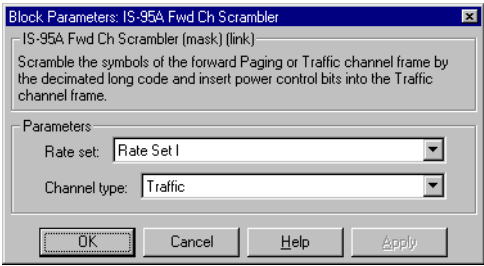 Block Parameters: IS-95A Fwd Ch Scrambler
IS-95A Fwd Ch Scrambler (mask) (link)
Scramble the symbols of the forward Paging or Traffic channel frame by
the decimated long code and insert power control bits into the Traffic
channel frame.
Parameters
Rate set: Rate Set I
Channel type: Traffic
OK Cancel Help Apply